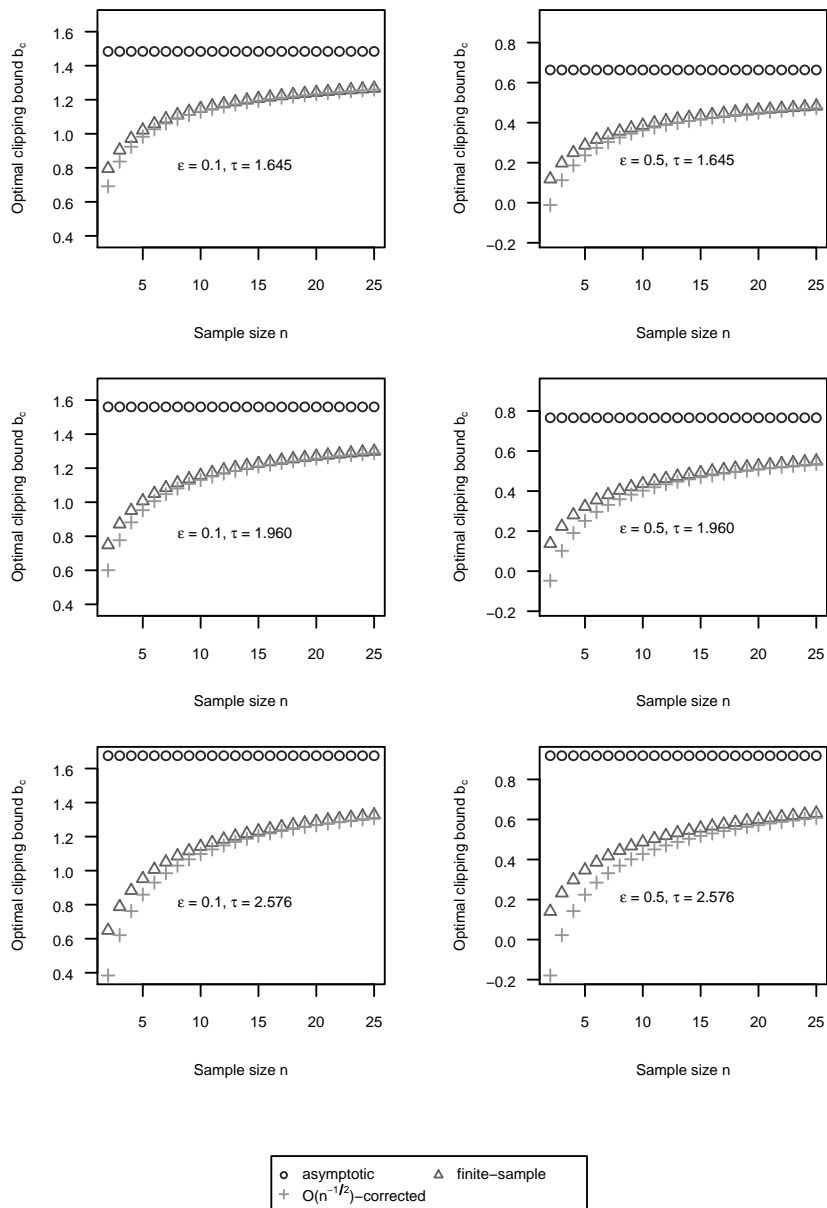 Optimal clipping bound b_c
1.6
1.4
1.2
1.0
0.8
0.6
0.4
ε = 0.1, τ = 1.645
5 10 15 20 25
Sample size n
Optimal clipping bound b_c
0.8
0.6
0.4
0.2
0.0
−0.2
ε = 0.5, τ = 1.645
5 10 15 20 25
Sample size n
Optimal clipping bound b_c
1.6
1.4
1.2
1.0
0.8
0.6
0.4
ε = 0.1, τ = 1.960
5 10 15 20 25
Sample size n
Optimal clipping bound b_c
0.8
0.6
0.4
0.2
0.0
−0.2
ε = 0.5, τ = 1.960
5 10 15 20 25
Sample size n
Optimal clipping bound b_c
1.6
1.4
1.2
1.0
0.8
0.6
0.4
ε = 0.1, τ = 2.576
5 10 15 20 25
Sample size n
Optimal clipping bound b_c
0.8
0.6
0.4
0.2
0.0
−0.2
ε = 0.5, τ = 2.576
5 10 15 20 25
Sample size n
asymptotic finite−sample
O(n^−1/2)−corrected